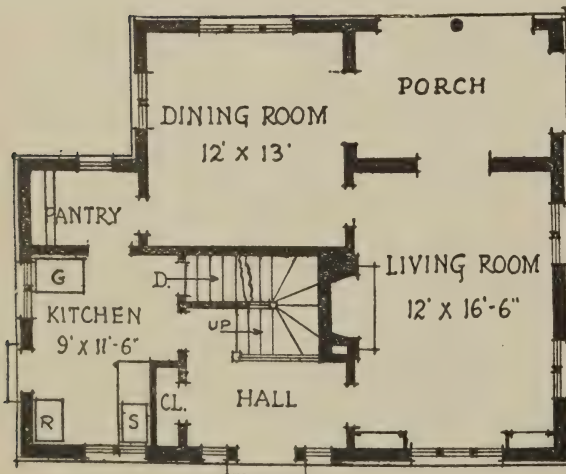 PORCH
DINING ROOM
12' X 13'
PANTRY
G
D.
LIVING ROOM
12' X 16'-6"
KITCHEN
9' X 11'-6"
UP
CL.
HALL
R
S